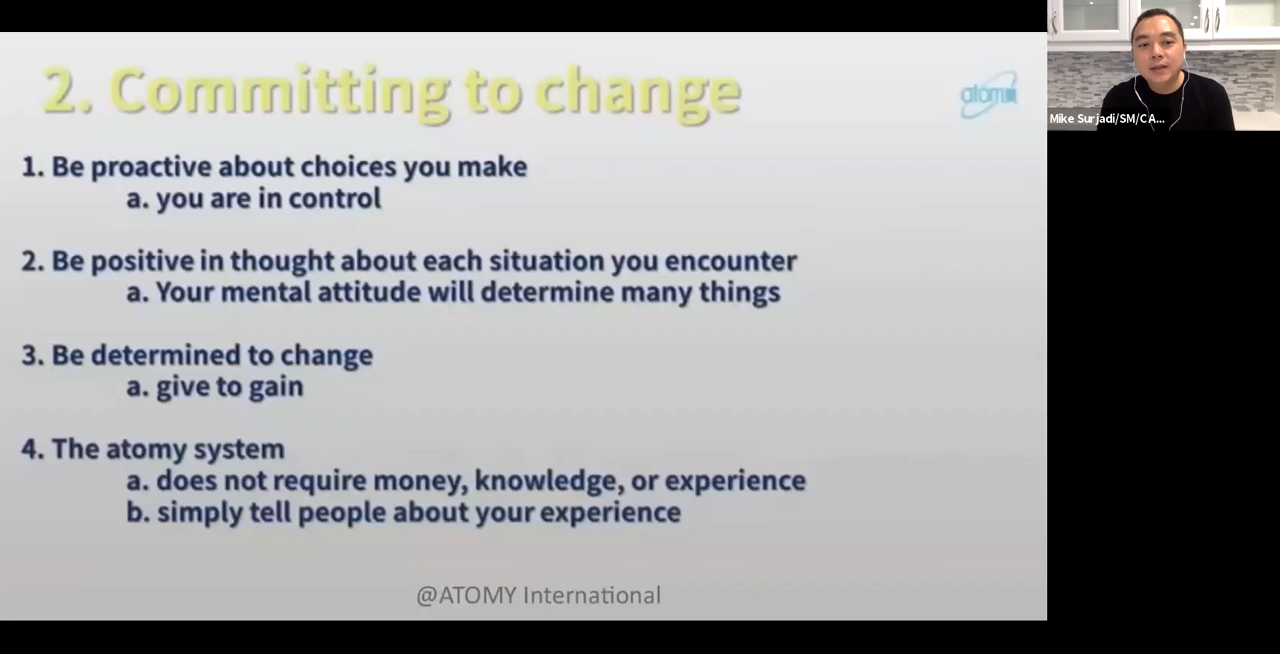 2. Committing to change
atom
1. Be proactive about choices you make
a. you are in control
2. Be positive in thought about each situation you encounter
a. Your mental attitude will determine many things
3. Be determined to change
a. give to gain
4. The atomy system
a. does not require money, knowledge, or experience
b. simply tell people about your experience
@ATOMY International
Mike Surjadi/SM/CA...